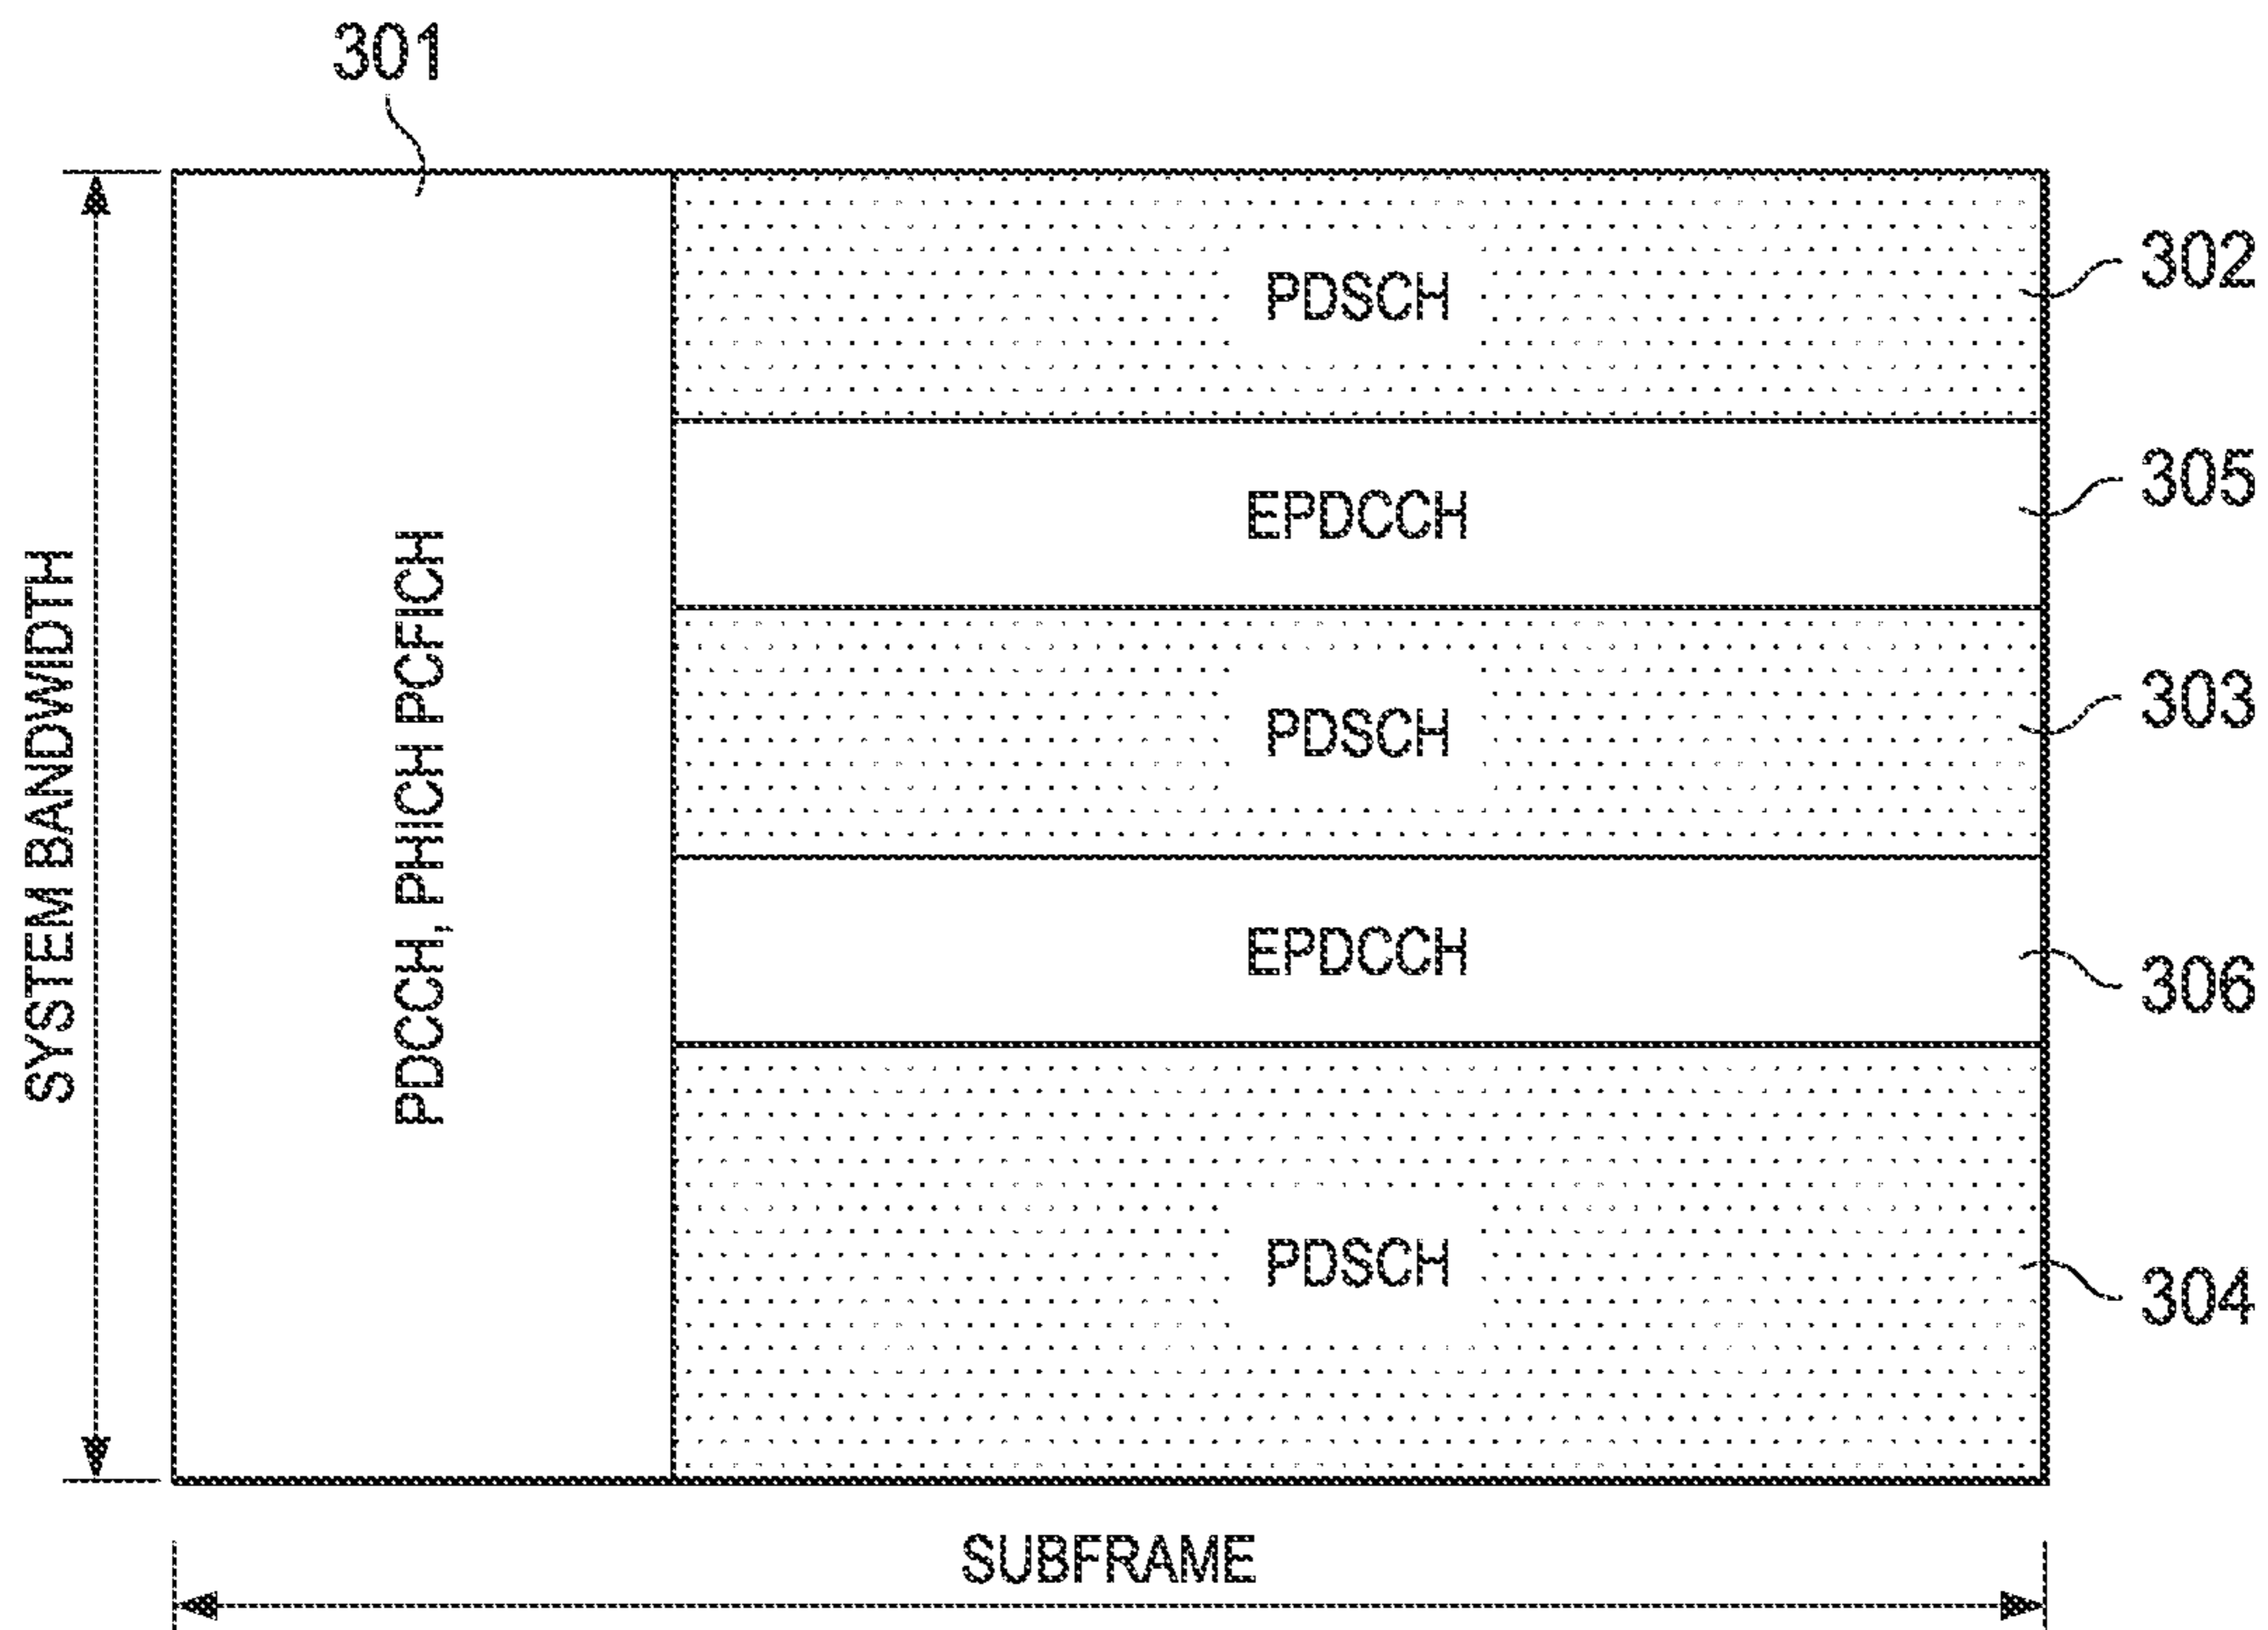 301
PDSCH
302
EPDCCH
305
PDSCH
303
EPDCCH
306
PDSCH
304
SYSTEM BANDWIDTH
PDCCH, PHICH PCFICH
SUBFRAME